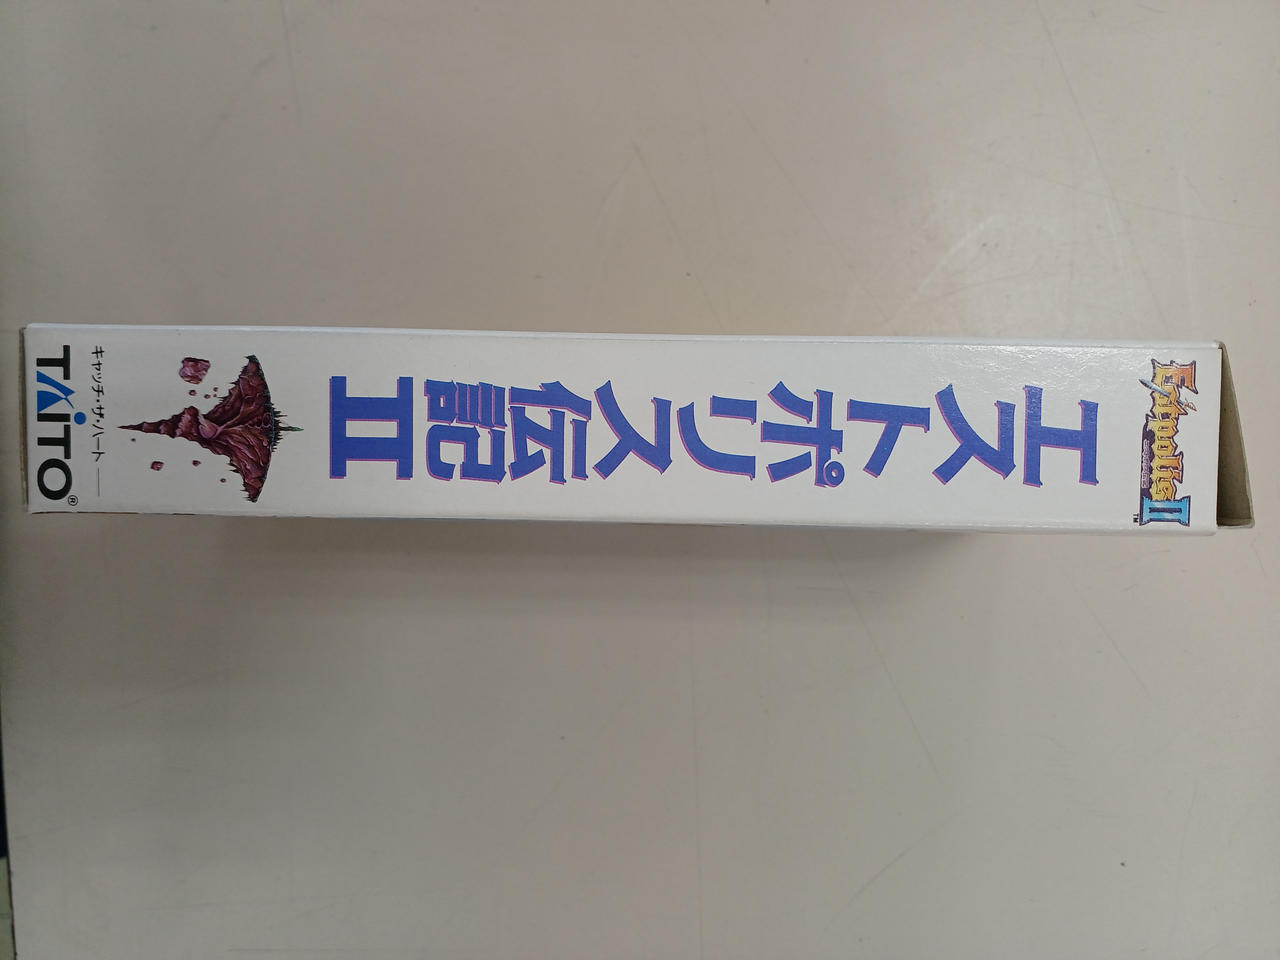 Estpolis II ™
エストポリス伝記II
キャッチ・ザ・ハート
TAITO®